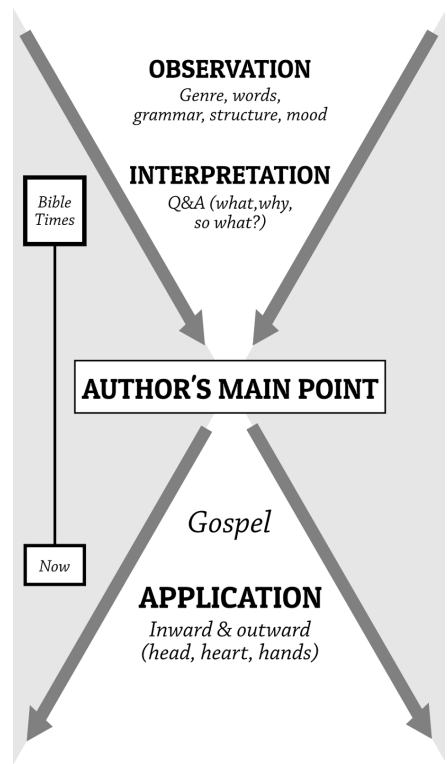 OBSERVATION
Genre, words,
grammar, structure, mood
INTERPRETATION
Q&A (what,why,
so what?)
Bible
Times
AUTHOR'S MAIN POINT
Gospel
Now
APPLICATION
Inward & outward
(head, heart, hands)